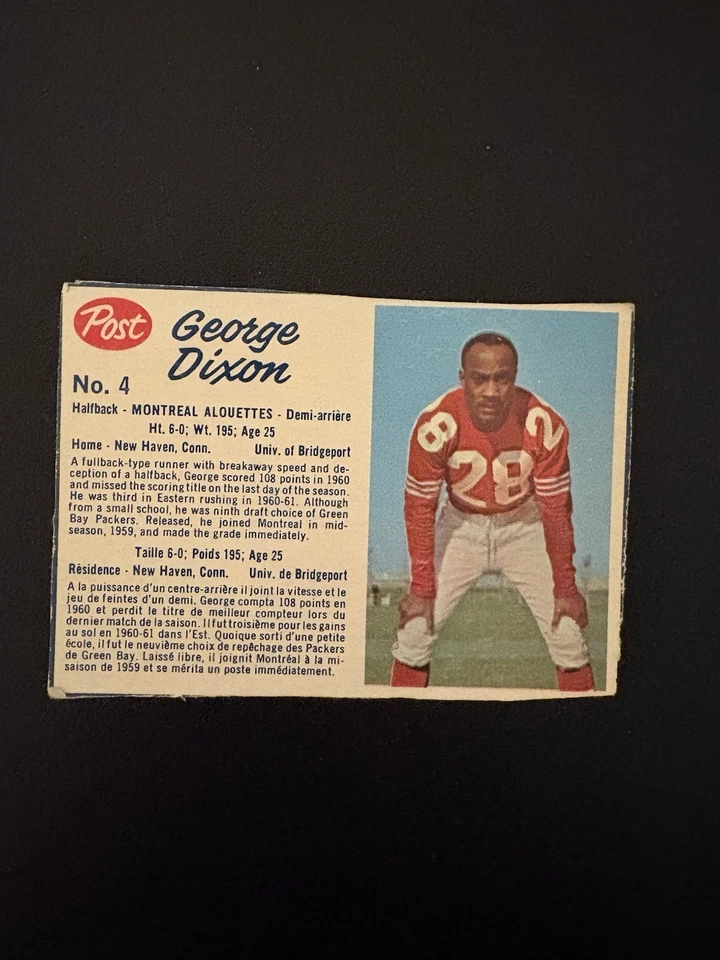 Post
George
Dixon
No. 4
Halfback - MONTREAL ALOUETTES - Demi-arrière
Ht. 6-0; Wt. 195; Age 25
Home - New Haven, Conn. Univ. of Bridgeport
A fullback-type runner with breakaway speed and de-
ception of a halfback, George scored 108 points in 1960
and missed the scoring title on the last day of the season.
He was third in Eastern rushing in 1960-61. Although
from a small school, he was ninth draft choice of Green
Bay Packers. Released, he joined Montreal in mid-
season, 1959, and made the grade immediately.
Taille 6-0; Poids 195; Age 25
Résidence - New Haven, Conn. Univ. de Bridgeport
A la puissance d'un centre-arrière il joint la vitesse et le
jeu de feintes d'un demi. George compta 108 points en
1960 et perdit le titre de meilleur compteur lors du
dernier match de la saison. Il fut troisième pour les gains
au sol en 1960-61 dans l'Est. Quoique sorti d'une petite
école, il fut le neuvième choix de repêchage des Packers
de Green Bay. Laissé libre, il joignit Montréal à la mi-
saison de 1959 et se mérita un poste immédiatement.
8 2
28